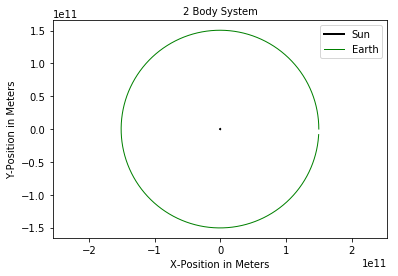 2 Body System
1e11
Sun
Earth
1.5
1.0
0.5
0.0
−0.5
−1.0
−1.5
Y-Position in Meters
−2
−1
0
1
2
1e11
X-Position in Meters